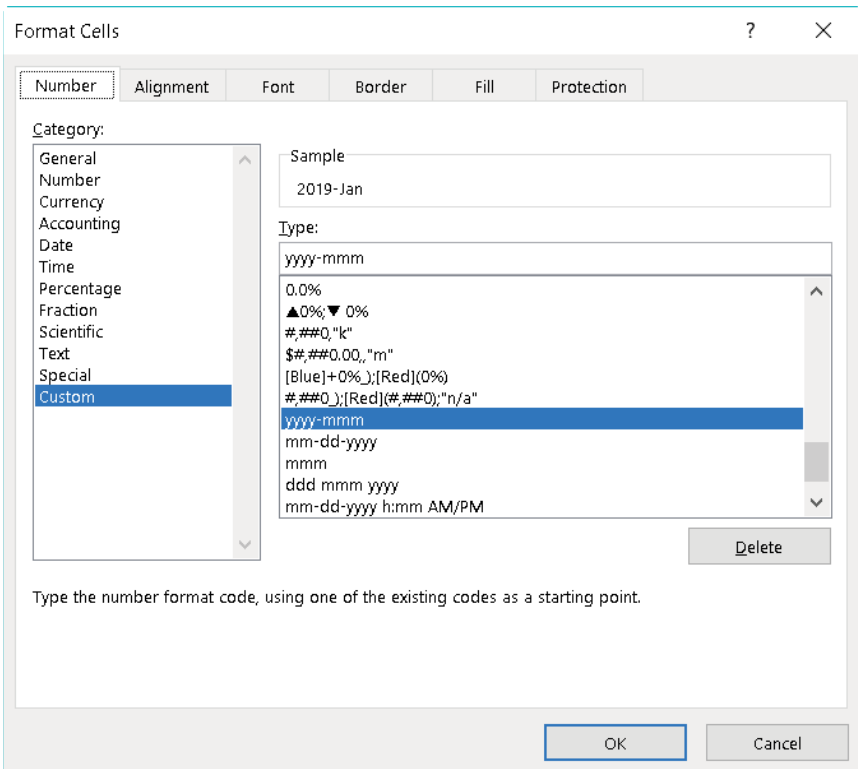 Format Cells
?
Number
Alignment
Font
Border
Fill
Protection
Category:
General
Number
Currency
Accounting
Date
Time
Percentage
Fraction
Scientific
Text
Special
Custom
Sample
2019-Jan
Type:
yyyy-mmm
0.0%
▲0%;▼ 0%
#,##0,"k"
$#,##0.00,,"m"
[Blue]+0%_);[Red](0%)
#,##0_);[Red](#,##0);"n/a"
yyyy-mmm
mm-dd-yyyy
mmm
ddd mmm yyyy
mm-dd-yyyy h:mm AM/PM
Delete
Type the number format code, using one of the existing codes as a starting point.
OK
Cancel